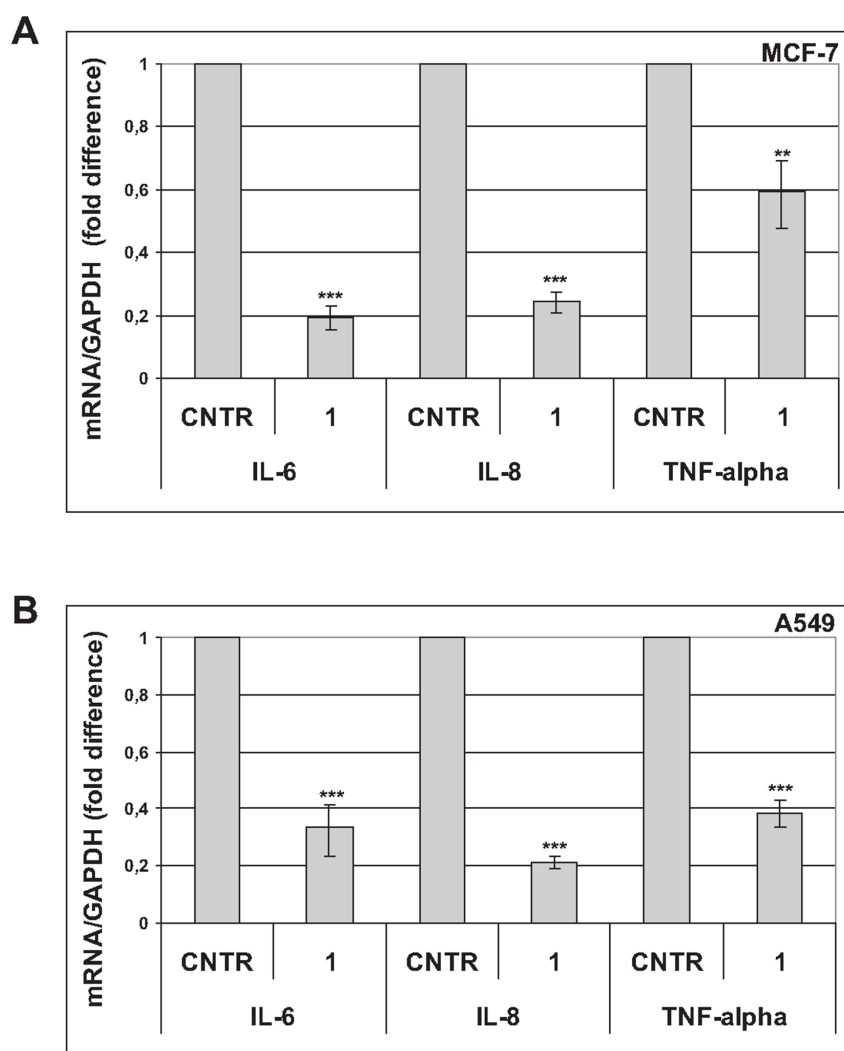 A
MCF-7
mRNA/GAPDH (fold difference)
1
0,8
0,6
0,4
0,2
0
***
***
**
CNTR 1 CNTR 1 CNTR 1
IL-6 IL-8 TNF-alpha
B
A549
mRNA/GAPDH (fold difference)
1
0,8
0,6
0,4
0,2
0
***
***
***
CNTR 1 CNTR 1 CNTR 1
IL-6 IL-8 TNF-alpha